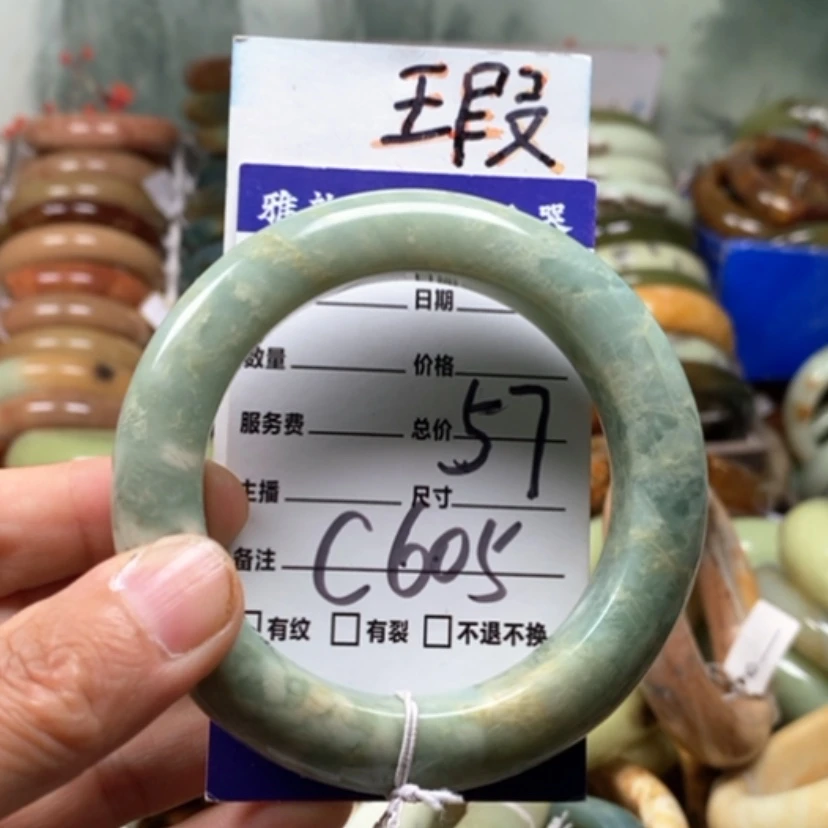 瑕
雅 器
日期
数量 价格
57
服务费 总价
主播 尺寸
C605
备注
有纹 有裂 不退不换